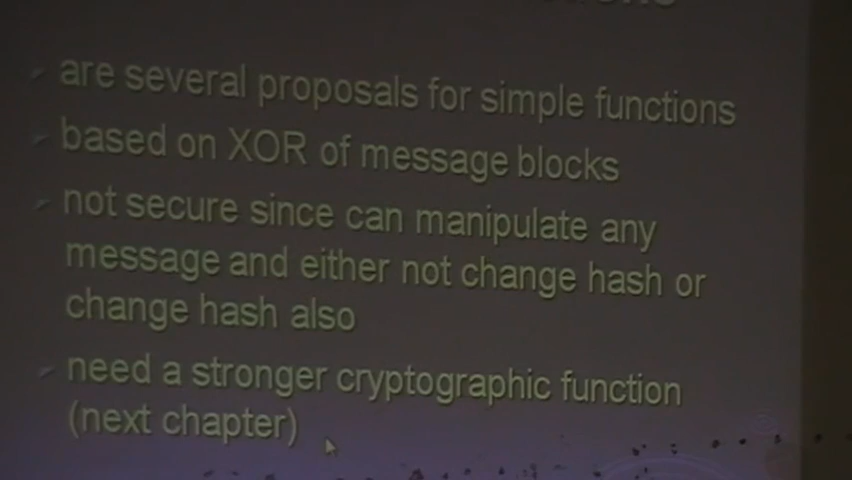 are several proposals for simple functions
based on XOR of message blocks
not secure since can manipulate any
message and either not change hash or
change hash also
need a stronger cryptographic function
(next chapter)